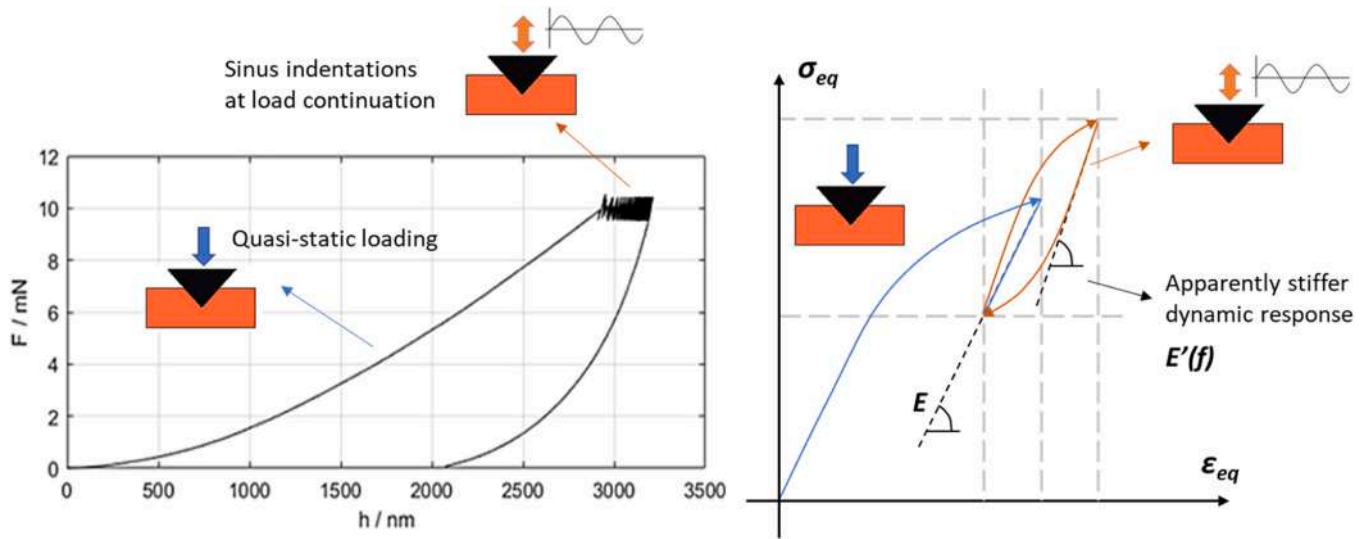 Sinus indentations
at load continuation
Quasi-static loading
F / mN
12
10
8
6
4
2
0
0
500
1000
1500
2000
2500
3000
3500
h / nm
σeq
Apparently stiffer
dynamic response
E'(f)
E
εeq